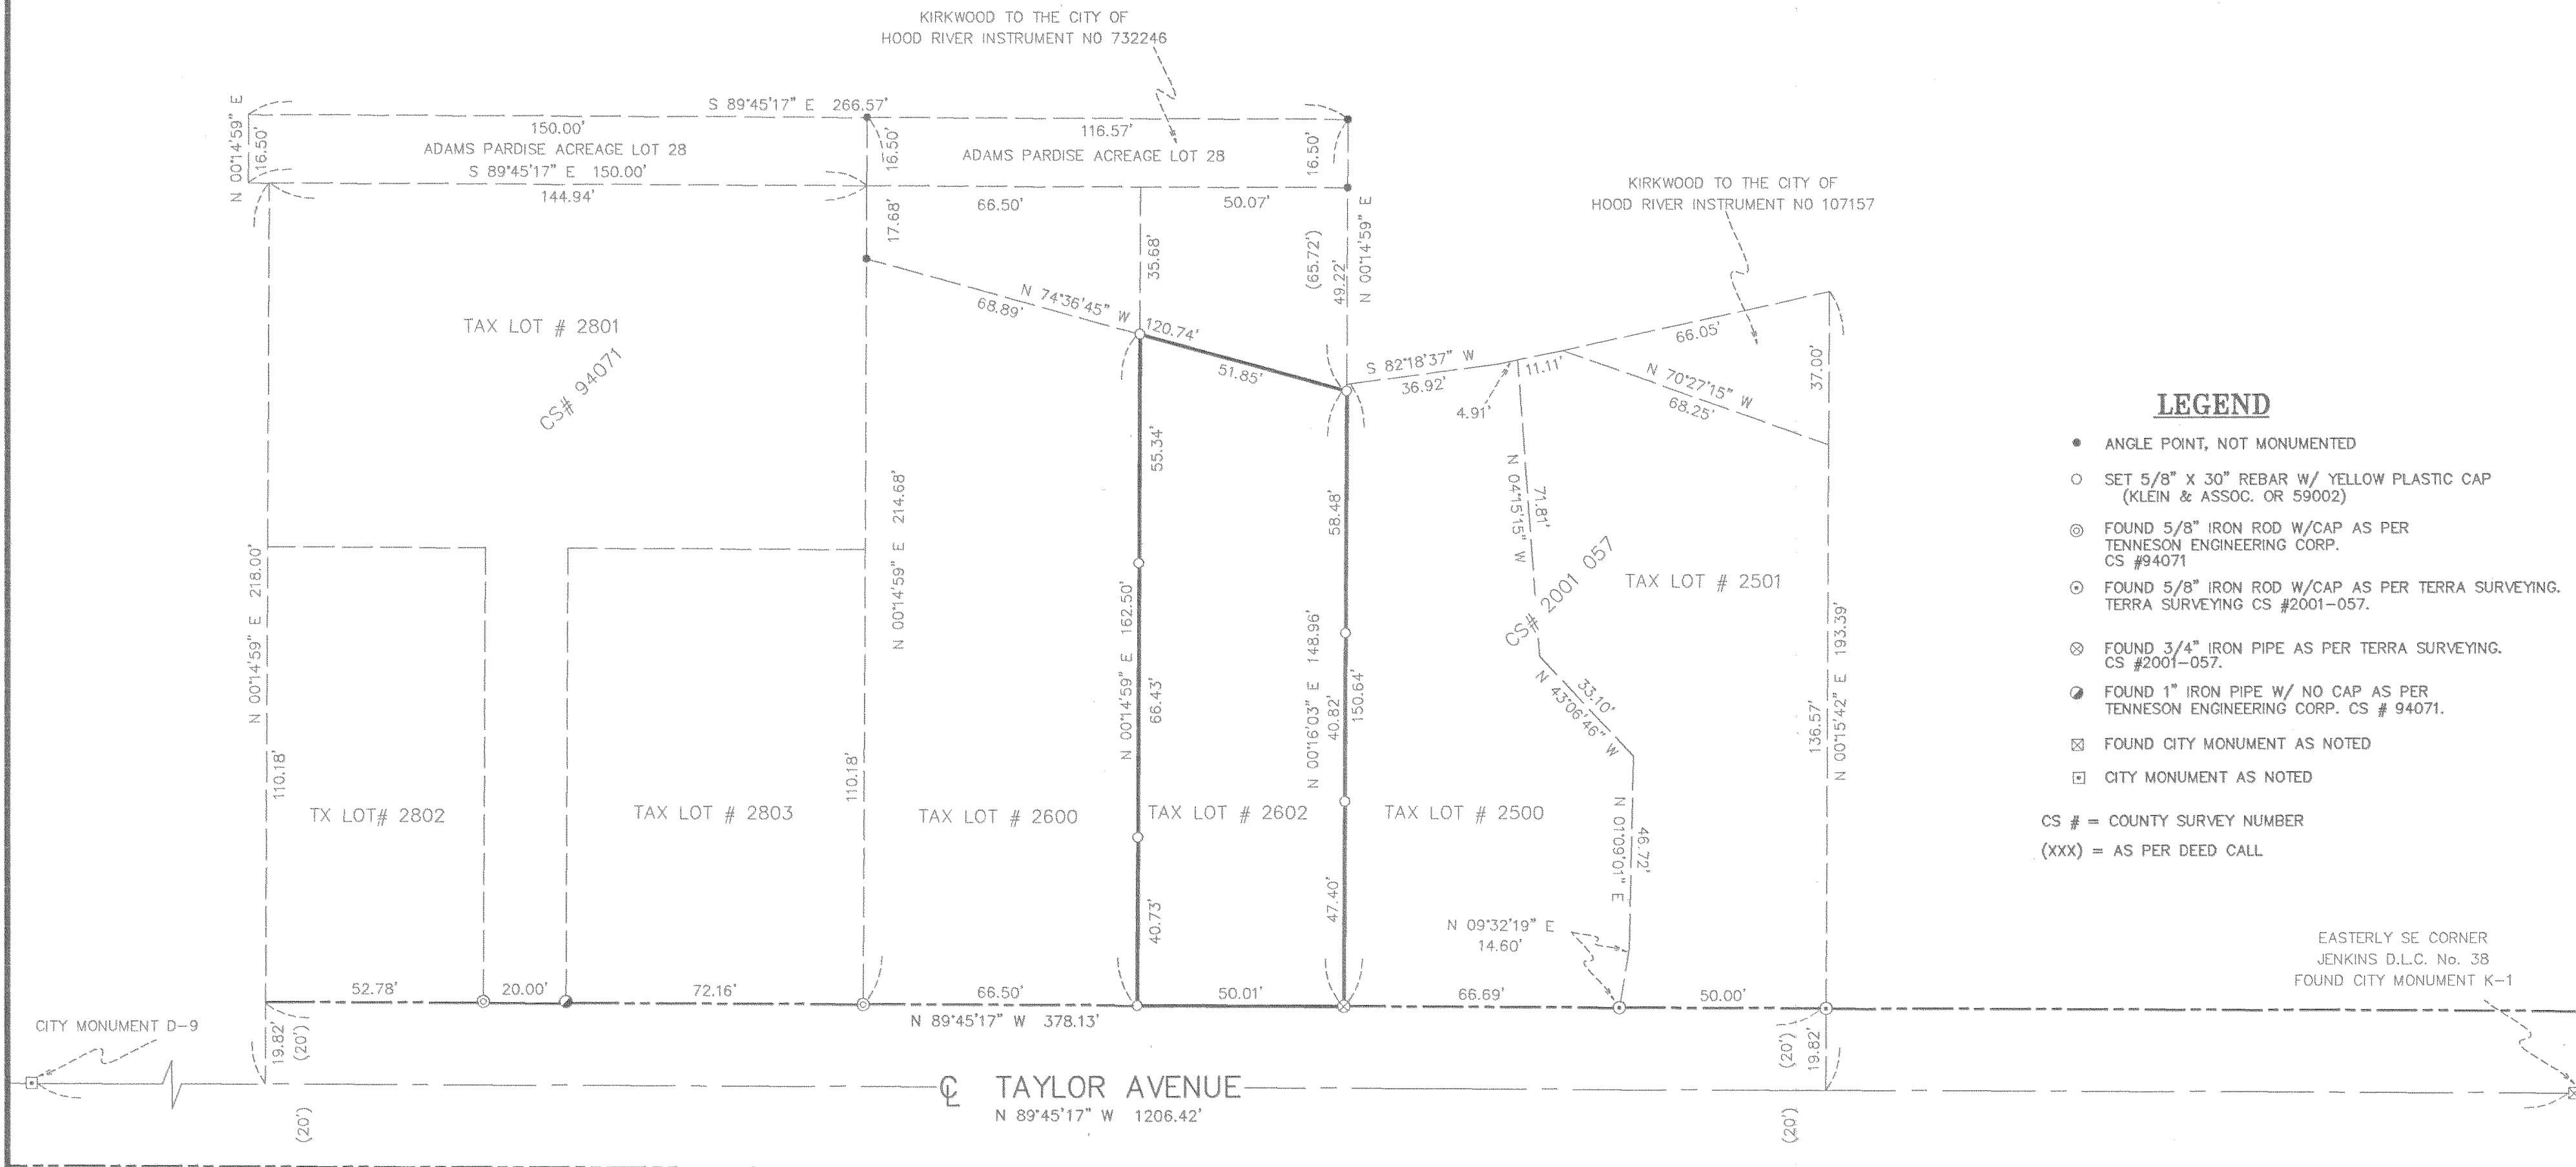 KIRKWOOD TO THE CITY OF
HOOD RIVER INSTRUMENT NO 732246
S 89°45'17" E 266.57'
N 00°14'59" E
16.50'
150.00'
ADAMS PARDISE ACREAGE LOT 28
S 89°45'17" E 150.00'
144.94'
16.50'
116.57'
ADAMS PARDISE ACREAGE LOT 28
16.50'
17.68'
66.50'
50.07'
35.68'
(65.72')
49.22'
N 00°14'59" E
KIRKWOOD TO THE CITY OF
HOOD RIVER INSTRUMENT NO 107157
N 74°36'45" W
68.89'
120.74'
51.85'
S 82°18'37" W
36.92'
4.91'
11.11'
66.05'
N 70°27'15" W
68.25'
37.00'
TAX LOT # 2801
CS# 94071
N 00°14'59" E 218.00'
110.18'
TX LOT# 2802
TAX LOT # 2803
110.18'
N 00°14'59" E 214.68'
TAX LOT # 2600
55.34'
N 00°14'59" E 162.50'
66.43'
40.73'
TAX LOT # 2602
58.48'
N 00°16'03" E 148.96'
40.82'
150.64'
47.40'
TAX LOT # 2500
71.81'
N 04°15'15" W
CS# 2001 057
TAX LOT # 2501
33.10'
N 43°06'46" W
N 01°09'01" E
46.72'
N 09°32'19" E
14.60'
136.57'
N 00°15'42" E 193.39'
52.78'
20.00'
72.16'
66.50'
50.01'
66.69'
50.00'
N 89°45'17" W 378.13'
CITY MONUMENT D-9
19.82'
(20')
(20')
(20')
19.82'
(20')
℄ TAYLOR AVENUE
N 89°45'17" W 1206.42'
LEGEND
ANGLE POINT, NOT MONUMENTED
SET 5/8" X 30" REBAR W/ YELLOW PLASTIC CAP
(KLEIN & ASSOC. OR 59002)
FOUND 5/8" IRON ROD W/CAP AS PER
TENNESON ENGINEERING CORP.
CS #94071
FOUND 5/8" IRON ROD W/CAP AS PER TERRA SURVEYING.
TERRA SURVEYING CS #2001-057.
FOUND 3/4" IRON PIPE AS PER TERRA SURVEYING.
CS #2001-057.
FOUND 1" IRON PIPE W/ NO CAP AS PER
TENNESON ENGINEERING CORP. CS # 94071.
FOUND CITY MONUMENT AS NOTED
CITY MONUMENT AS NOTED
CS # = COUNTY SURVEY NUMBER
(XXX) = AS PER DEED CALL
EASTERLY SE CORNER
JENKINS D.L.C. No. 38
FOUND CITY MONUMENT K-1